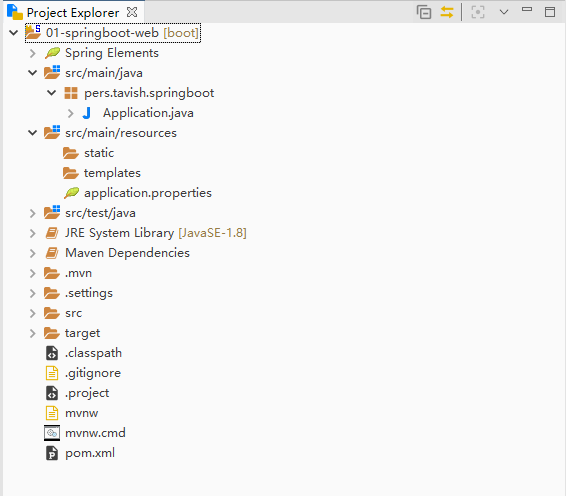 Project Explorer
01-springboot-web [boot]
Spring Elements
src/main/java
pers.tavish.springboot
Application.java
src/main/resources
static
templates
application.properties
src/test/java
JRE System Library [JavaSE-1.8]
Maven Dependencies
.mvn
.settings
src
target
.classpath
.gitignore
.project
mvnw
mvnw.cmd
pom.xml